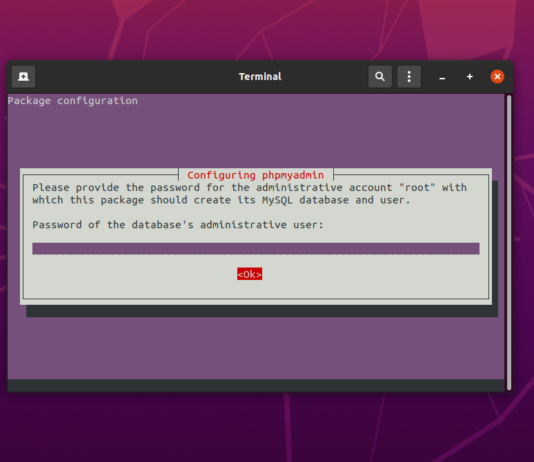 Terminal
Package configuration
Configuring phpmyadmin
Please provide the password for the administrative account "root" with
which this package should create its MySQL database and user.
Password of the database's administrative user:
<Ok>